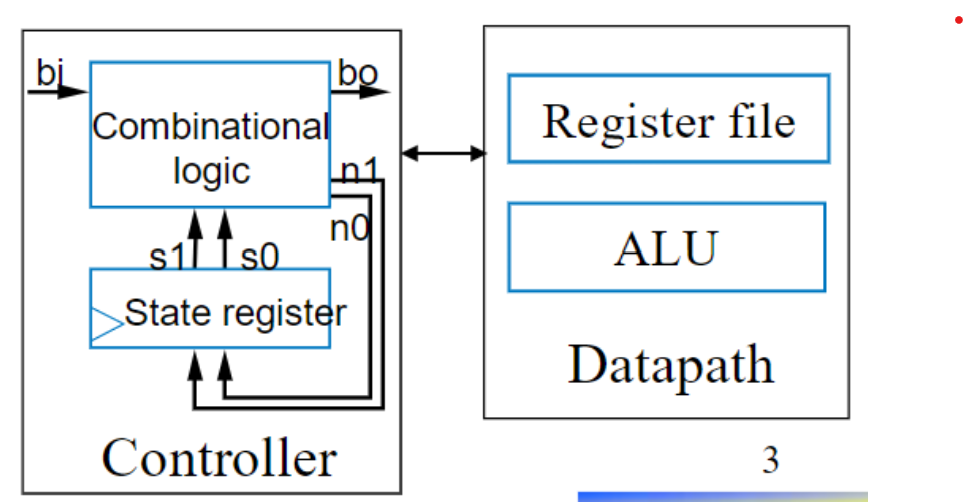 bi
bo
Combinational
logic
n1
n0
s1
s0
State register
Controller
Register file
ALU
Datapath
3